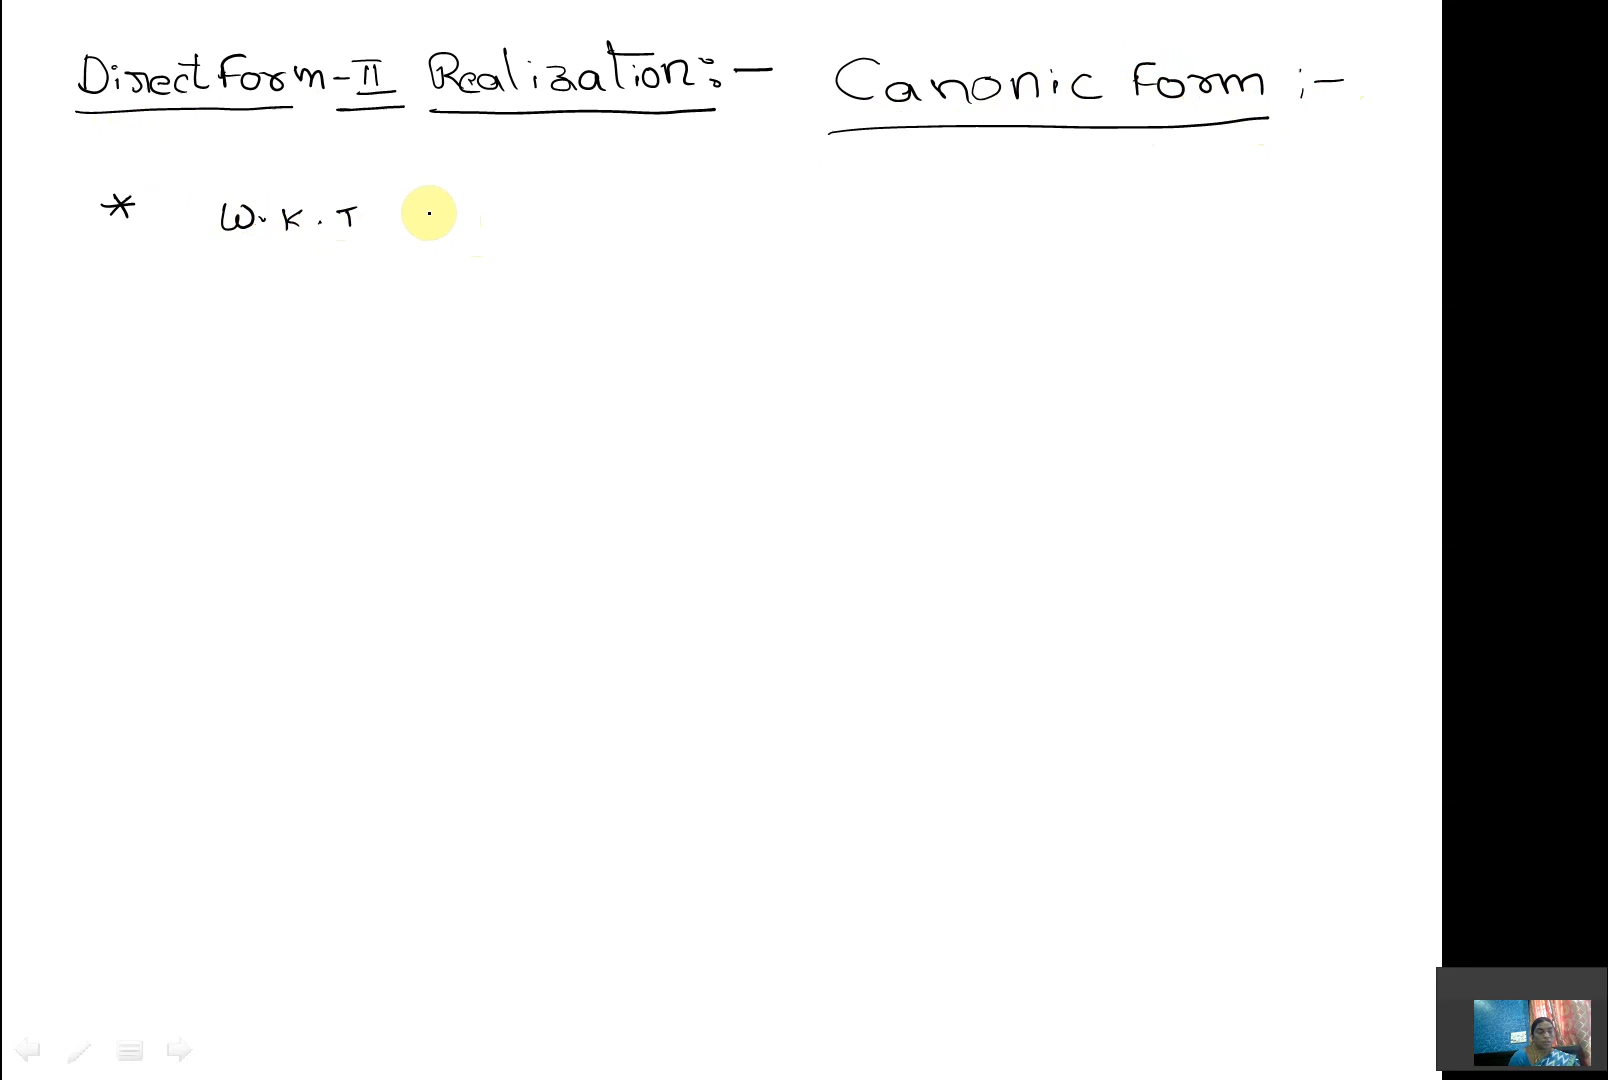 Direct Form-II Realization:- Canonic Form :-
* W.K.T